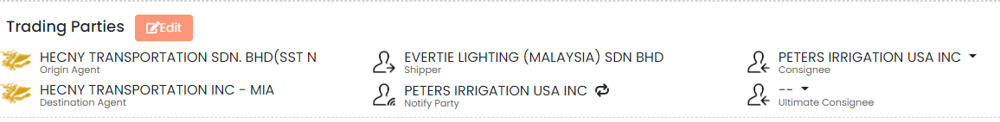 Trading Parties Edit
HECNY TRANSPORTATION SDN. BHD(SST N
Origin Agent
EVERTIE LIGHTING (MALAYSIA) SDN BHD
Shipper
PETERS IRRIGATION USA INC
Consignee
HECNY TRANSPORTATION INC - MIA
Destination Agent
PETERS IRRIGATION USA INC
Notify Party
--
Ultimate Consignee